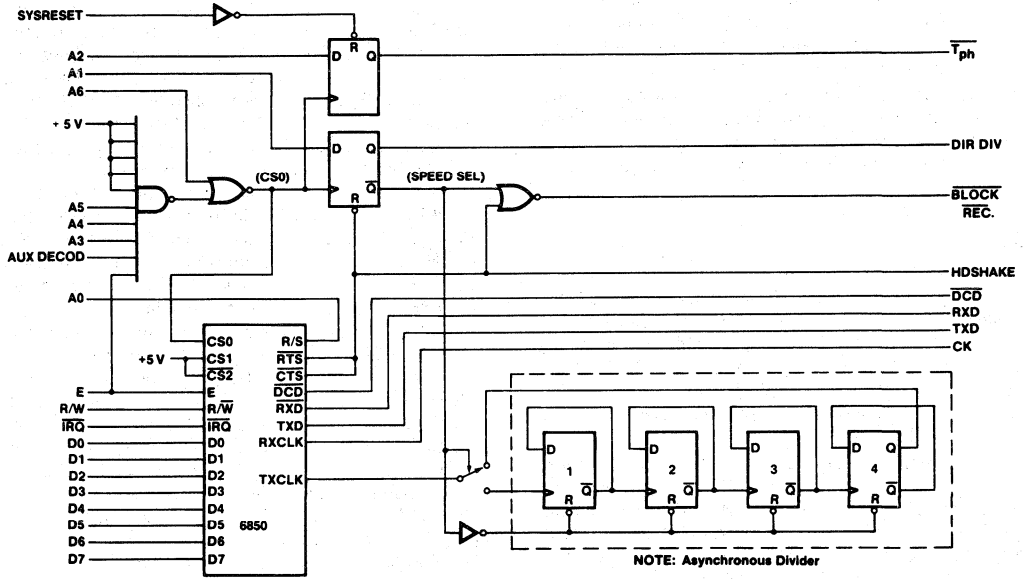 SYSRESET
A2
A1
A6
+ 5 V
A5
A4
A3
AUX DECOD
A0
E
R/W
IRQ
D0
D1
D2
D3
D4
D5
D6
D7
+5 V
(CS0)
R
D Q
D Q
Q
R
(SPEED SEL)
Tph
DIR DIV
BLOCK
REC.
HDSHAKE
DCD
RXD
TXD
CK
CS0 R/S
CS1 RTS
CS2 CTS
E DCD
R/W RXD
IRQ TXD
D0 RXCLK
D1
D2 TXCLK
D3
D4
D5 6850
D6
D7
D
1
Q
R
D
2
Q
R
D
3
Q
R
D Q
4
Q
R
NOTE: Asynchronous Divider